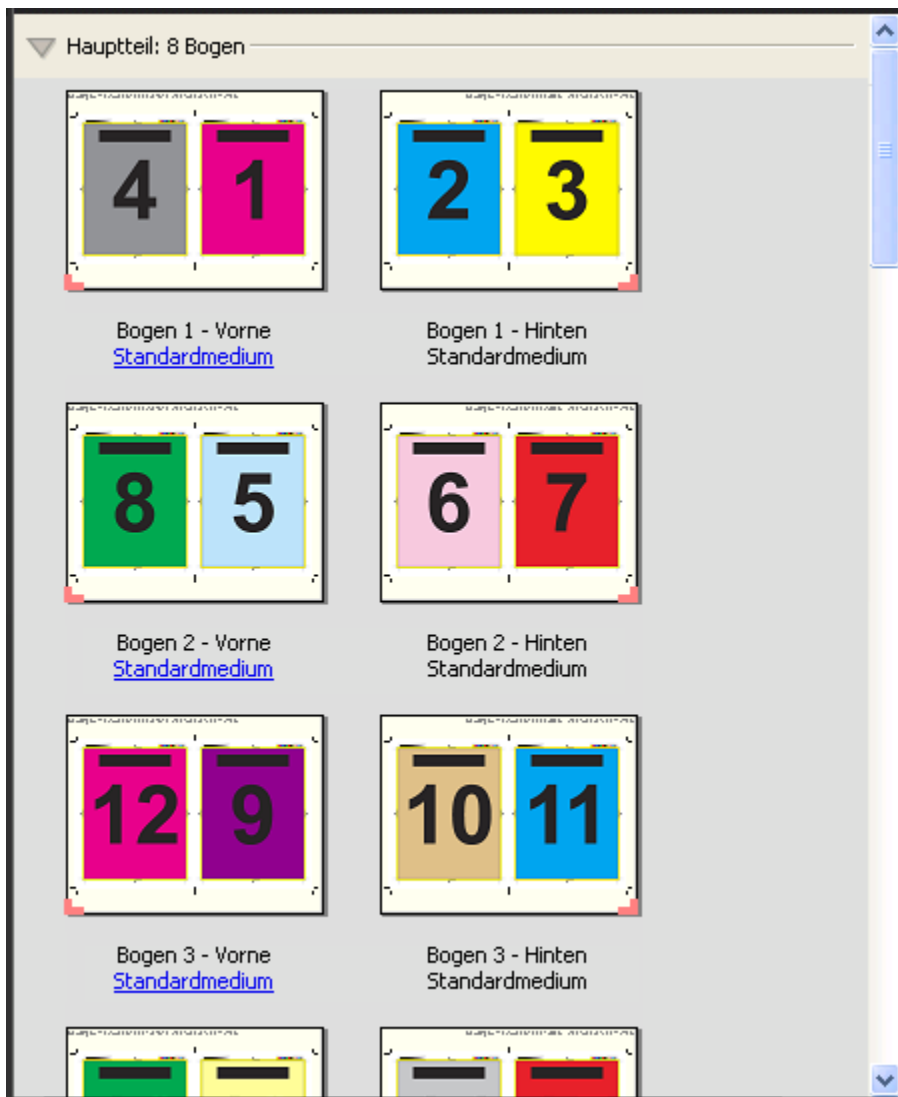 Hauptteil: 8 Bogen
4 1
2 3
Bogen 1 - Vorne
Standardmedium
Bogen 1 - Hinten
Standardmedium
8 5
6 7
Bogen 2 - Vorne
Standardmedium
Bogen 2 - Hinten
Standardmedium
12 9
10 11
Bogen 3 - Vorne
Standardmedium
Bogen 3 - Hinten
Standardmedium